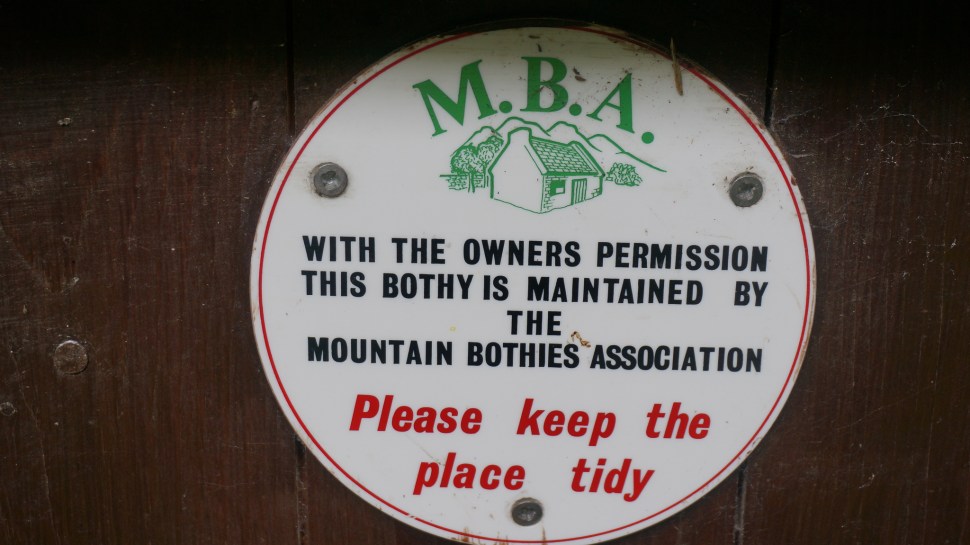 M.B.A.
WITH THE OWNERS PERMISSION
THIS BOTHY IS MAINTAINED BY
THE
MOUNTAIN BOTHIES ASSOCIATION
Please keep the
place tidy